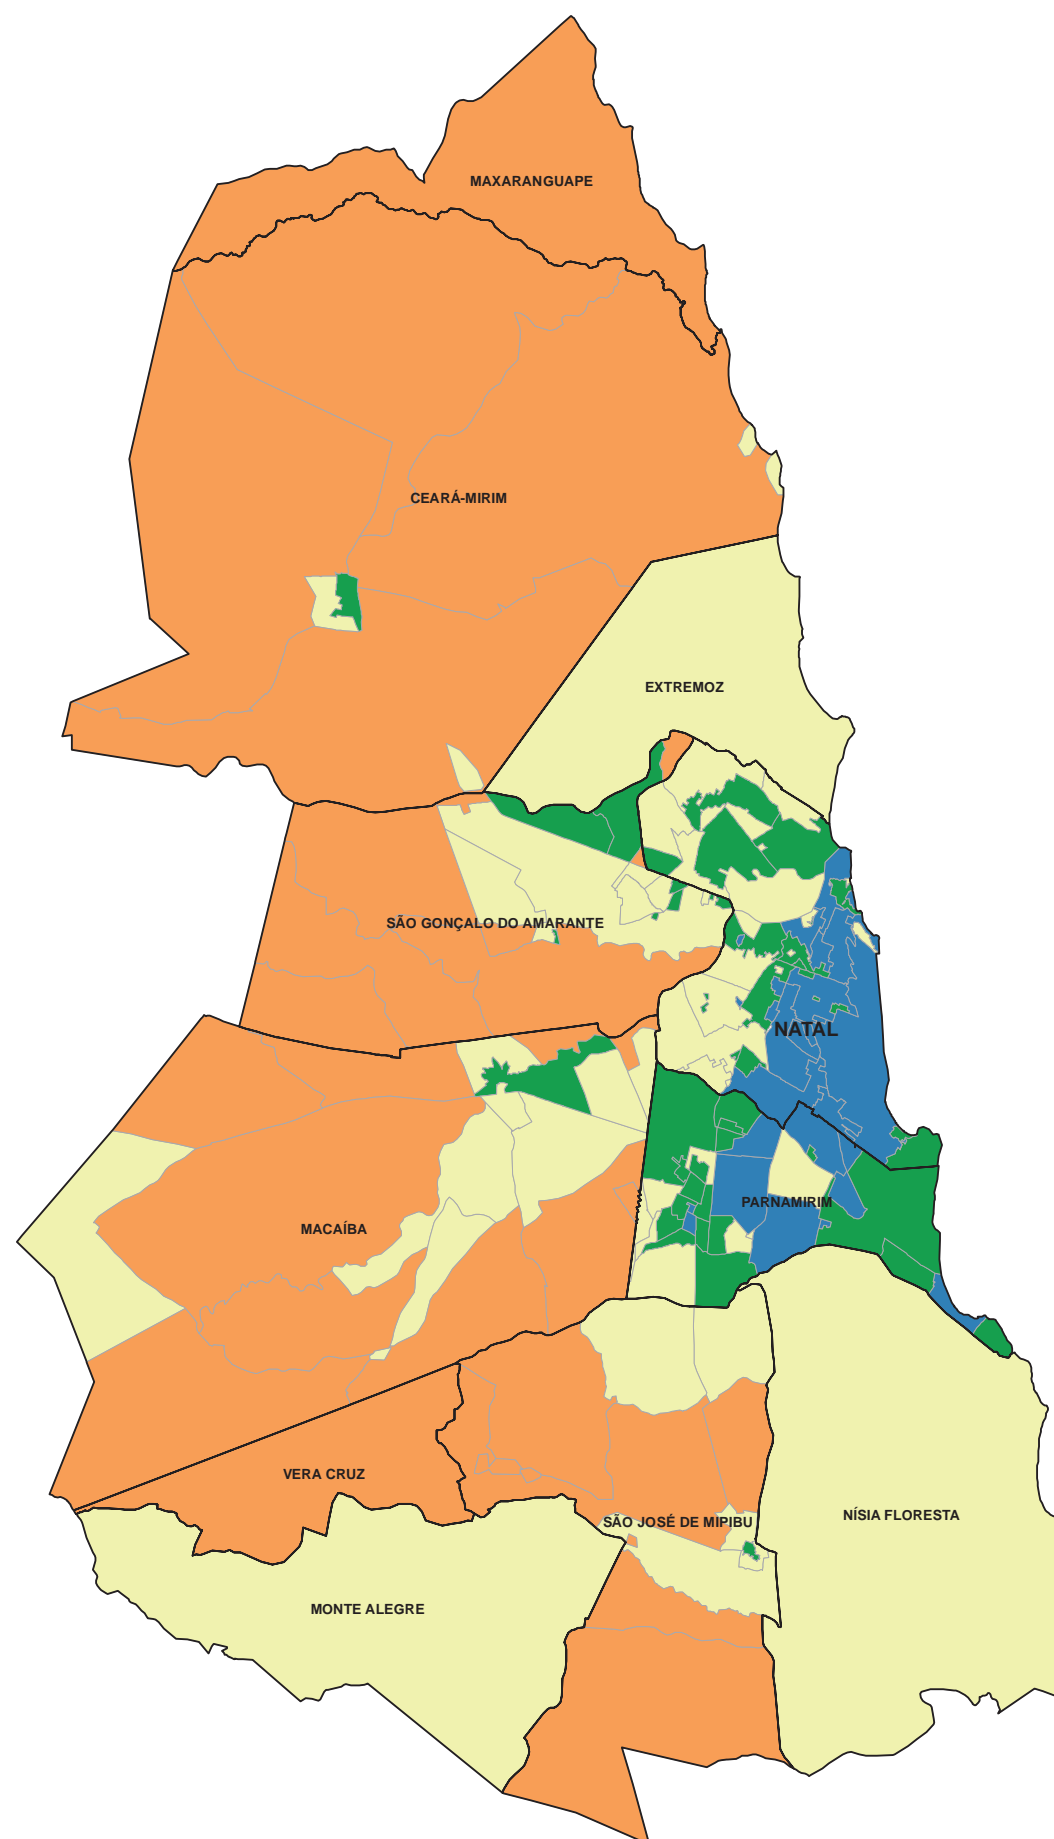 MAXARANGUAPE
CEARÁ-MIRIM
EXTREMOZ
SÃO GONÇALO DO AMARANTE
NATAL
PARNAMIRIM
MACAÍBA
VERA CRUZ
NÍSIA FLORESTA
SÃO JOSÉ DE MIPIBU
MONTE ALEGRE